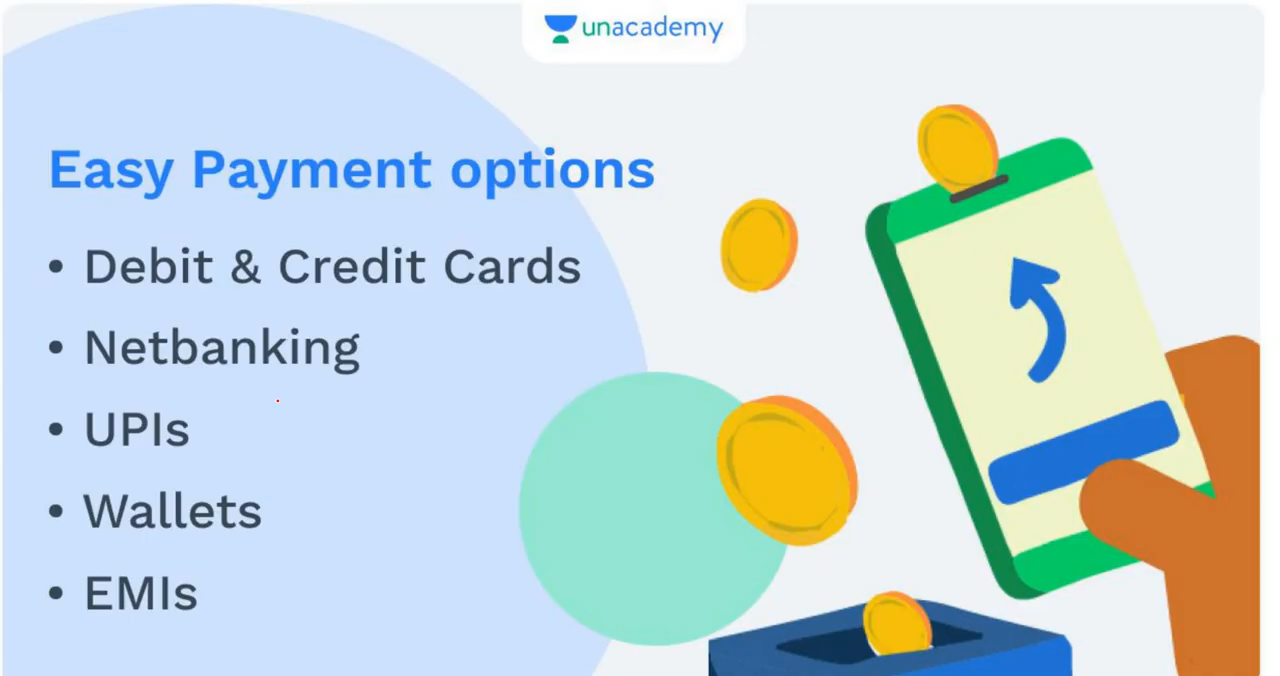 unacademy
Easy Payment options
• Debit & Credit Cards
• Netbanking
• UPIs
• Wallets
• EMIs